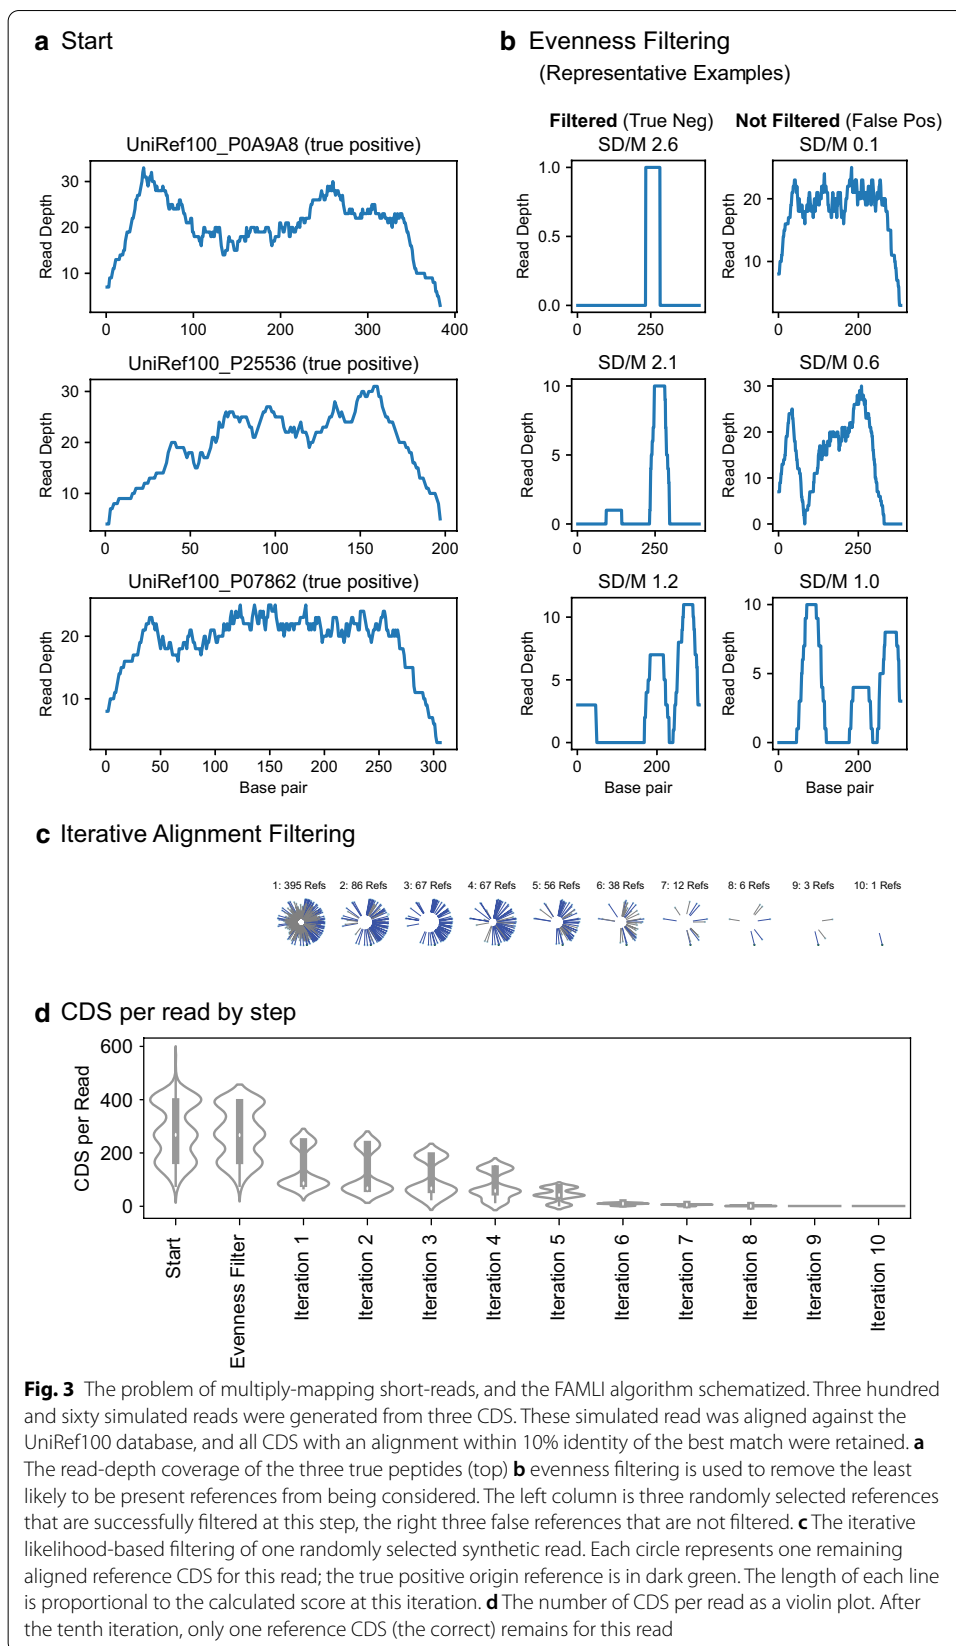 a Start
UniRef100_P0A9A8 (true positive)
Read Depth
30
20
10
0 100 200 300 400
UniRef100_P25536 (true positive)
Read Depth
30
20
10
0 50 100 150 200
UniRef100_P07862 (true positive)
Read Depth
20
10
0 50 100 150 200 250 300
Base pair
b Evenness Filtering
(Representative Examples)
Filtered (True Neg)
SD/M 2.6
Read Depth
1.0
0.5
0.0
0 250
SD/M 2.1
Read Depth
10
5
0
0 250
SD/M 1.2
Read Depth
10
5
0
0 200
Base pair
Not Filtered (False Pos)
SD/M 0.1
Read Depth
20
10
0 200
SD/M 0.6
Read Depth
30
20
10
0
0 250
SD/M 1.0
Read Depth
10
5
0
0 200
Base pair
c Iterative Alignment Filtering
1: 395 Refs 2: 86 Refs 3: 67 Refs 4: 67 Refs 5: 56 Refs 6: 38 Refs 7: 12 Refs 8: 6 Refs 9: 3 Refs 10: 1 Refs
d CDS per read by step
CDS per Read
600
400
200
0
Start
Evenness Filter
Iteration 1
Iteration 2
Iteration 3
Iteration 4
Iteration 5
Iteration 6
Iteration 7
Iteration 8
Iteration 9
Iteration 10
Fig. 3 The problem of multiply-mapping short-reads, and the FAMLI algorithm schematized. Three hundred
and sixty simulated reads were generated from three CDS. These simulated read was aligned against the
UniRef100 database, and all CDS with an alignment within 10% identity of the best match were retained. a
The read-depth coverage of the three true peptides (top) b evenness filtering is used to remove the least
likely to be present references from being considered. The left column is three randomly selected references
that are successfully filtered at this step, the right three false references that are not filtered. c The iterative
likelihood-based filtering of one randomly selected synthetic read. Each circle represents one remaining
aligned reference CDS for this read; the true positive origin reference is in dark green. The length of each line
is proportional to the calculated score at this iteration. d The number of CDS per read as a violin plot. After
the tenth iteration, only one reference CDS (the correct) remains for this read